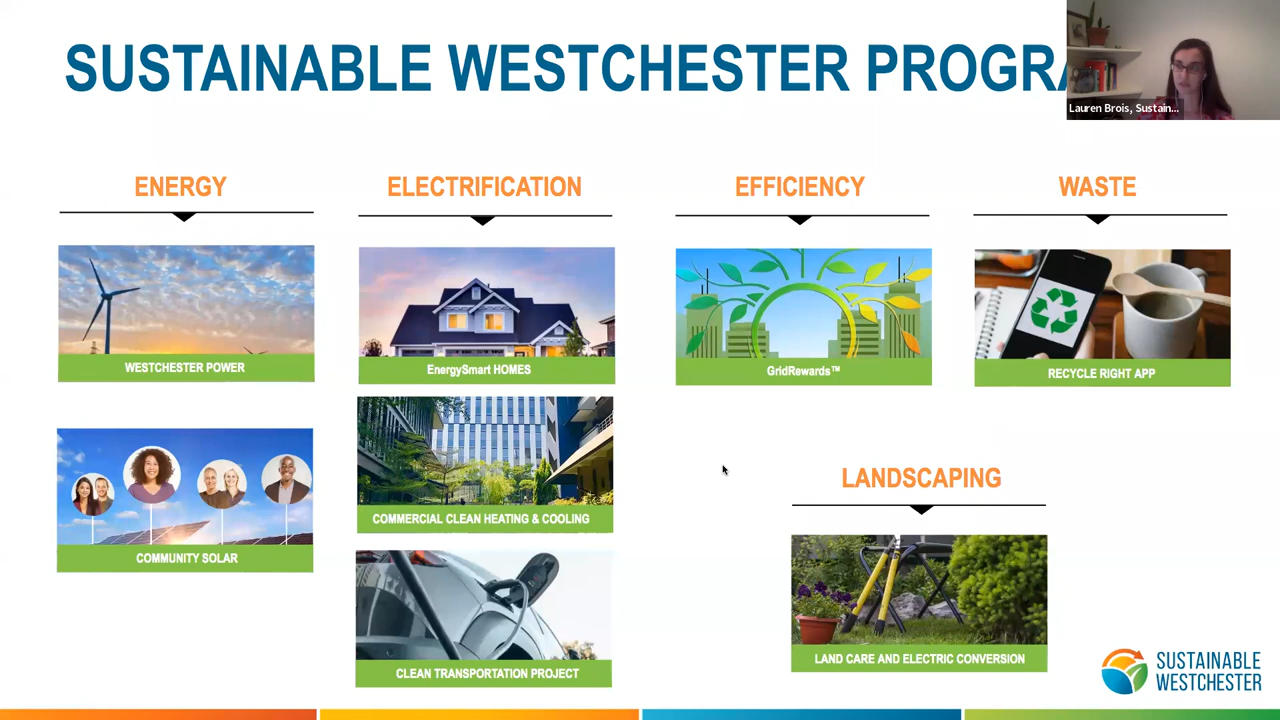 SUSTAINABLE WESTCHESTER PROGRA
Lauren Brois, Sustain...
ENERGY
ELECTRIFICATION
EFFICIENCY
WASTE
WESTCHESTER POWER
EnergySmart HOMES
GridRewards™
RECYCLE RIGHT APP
COMMUNITY SOLAR
COMMERCIAL CLEAN HEATING & COOLING
CLEAN TRANSPORTATION PROJECT
LANDSCAPING
LAND CARE AND ELECTRIC CONVERSION
SUSTAINABLE
WESTCHESTER